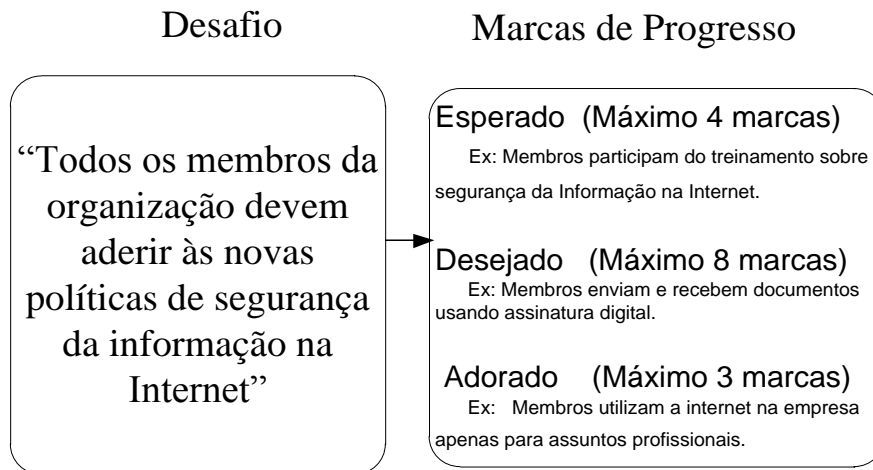 Desafio
Marcas de Progresso
“Todos os membros da
organização devem
aderir às novas
políticas de segurança
da informação na
Internet”
Esperado (Máximo 4 marcas)
Ex: Membros participam do treinamento sobre
segurança da Informação na Internet.
Desejado (Máximo 8 marcas)
Ex: Membros enviam e recebem documentos
usando assinatura digital.
Adorado (Máximo 3 marcas)
Ex: Membros utilizam a internet na empresa
apenas para assuntos profissionais.